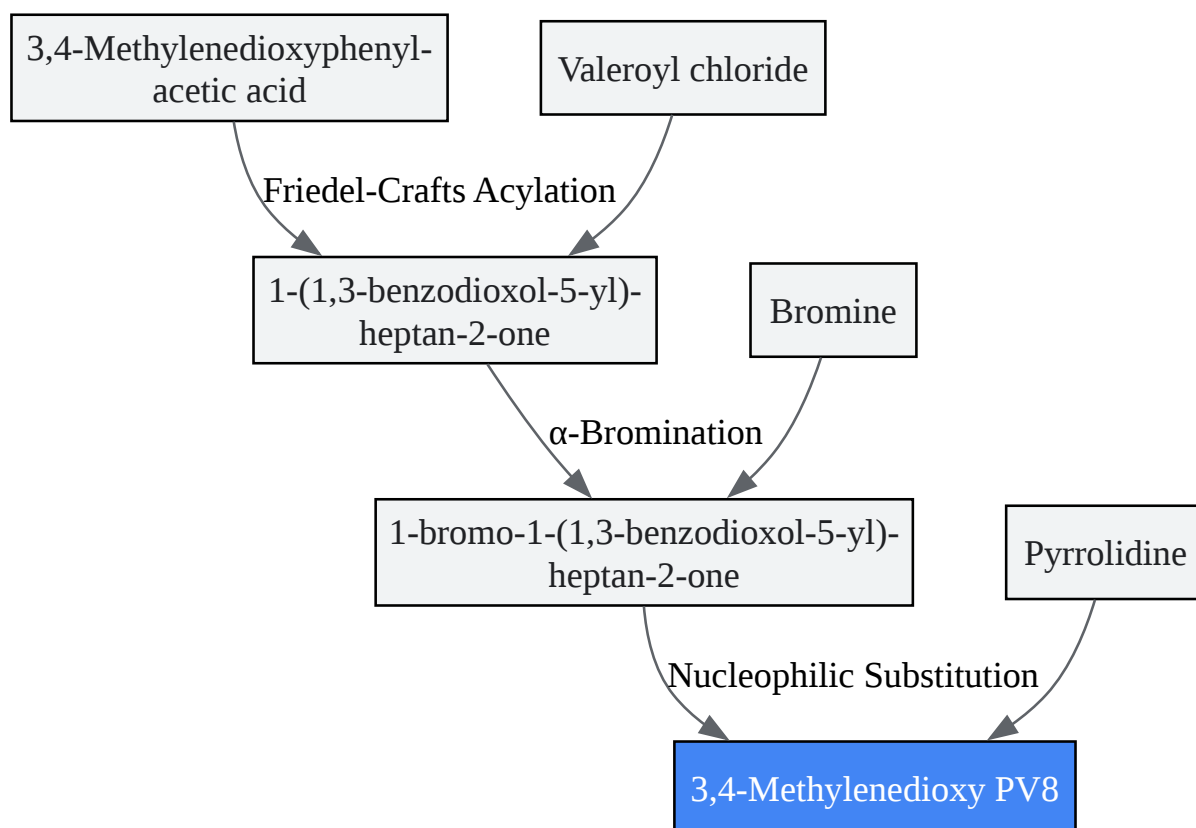 3,4-Methylenedioxyphenyl-
acetic acid
Valeroyl chloride
Friedel-Crafts Acylation
1-(1,3-benzodioxol-5-yl)-
heptan-2-one
Bromine
α-Bromination
1-bromo-1-(1,3-benzodioxol-5-yl)-
heptan-2-one
Pyrrolidine
Nucleophilic Substitution
3,4-Methylenedioxy PV8